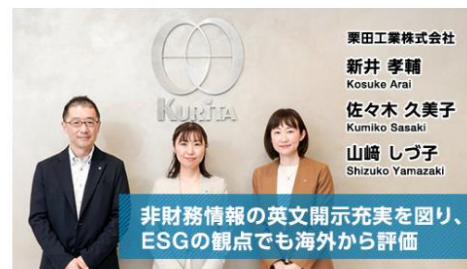 KURITA
栗田工業株式会社
新井 孝輔
Kosuke Arai
佐々木 久美子
Kumiko Sasaki
山﨑 しづ子
Shizuko Yamazaki
非財務情報の英文開示充実を図り、
ESGの観点でも海外から評価